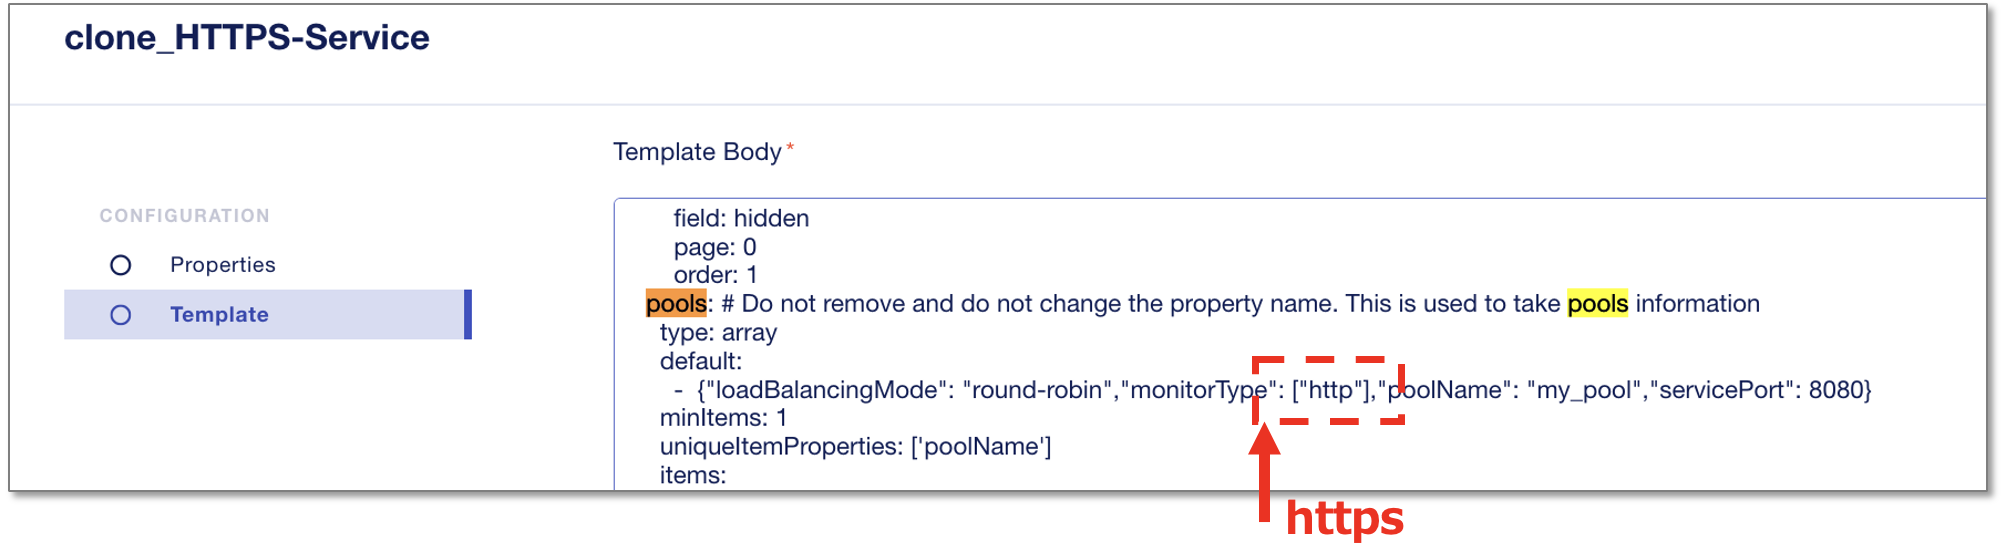 clone_HTTPS-Service
Template Body*
CONFIGURATION
Properties
Template
field: hidden
page: 0
order: 1
pools: # Do not remove and do not change the property name. This is used to take pools information
type: array
default:
- {"loadBalancingMode": "round-robin","monitorType": ["http"],"poolName": "my_pool","servicePort": 8080}
minItems: 1
uniqueItemProperties: ['poolName']
items:
https